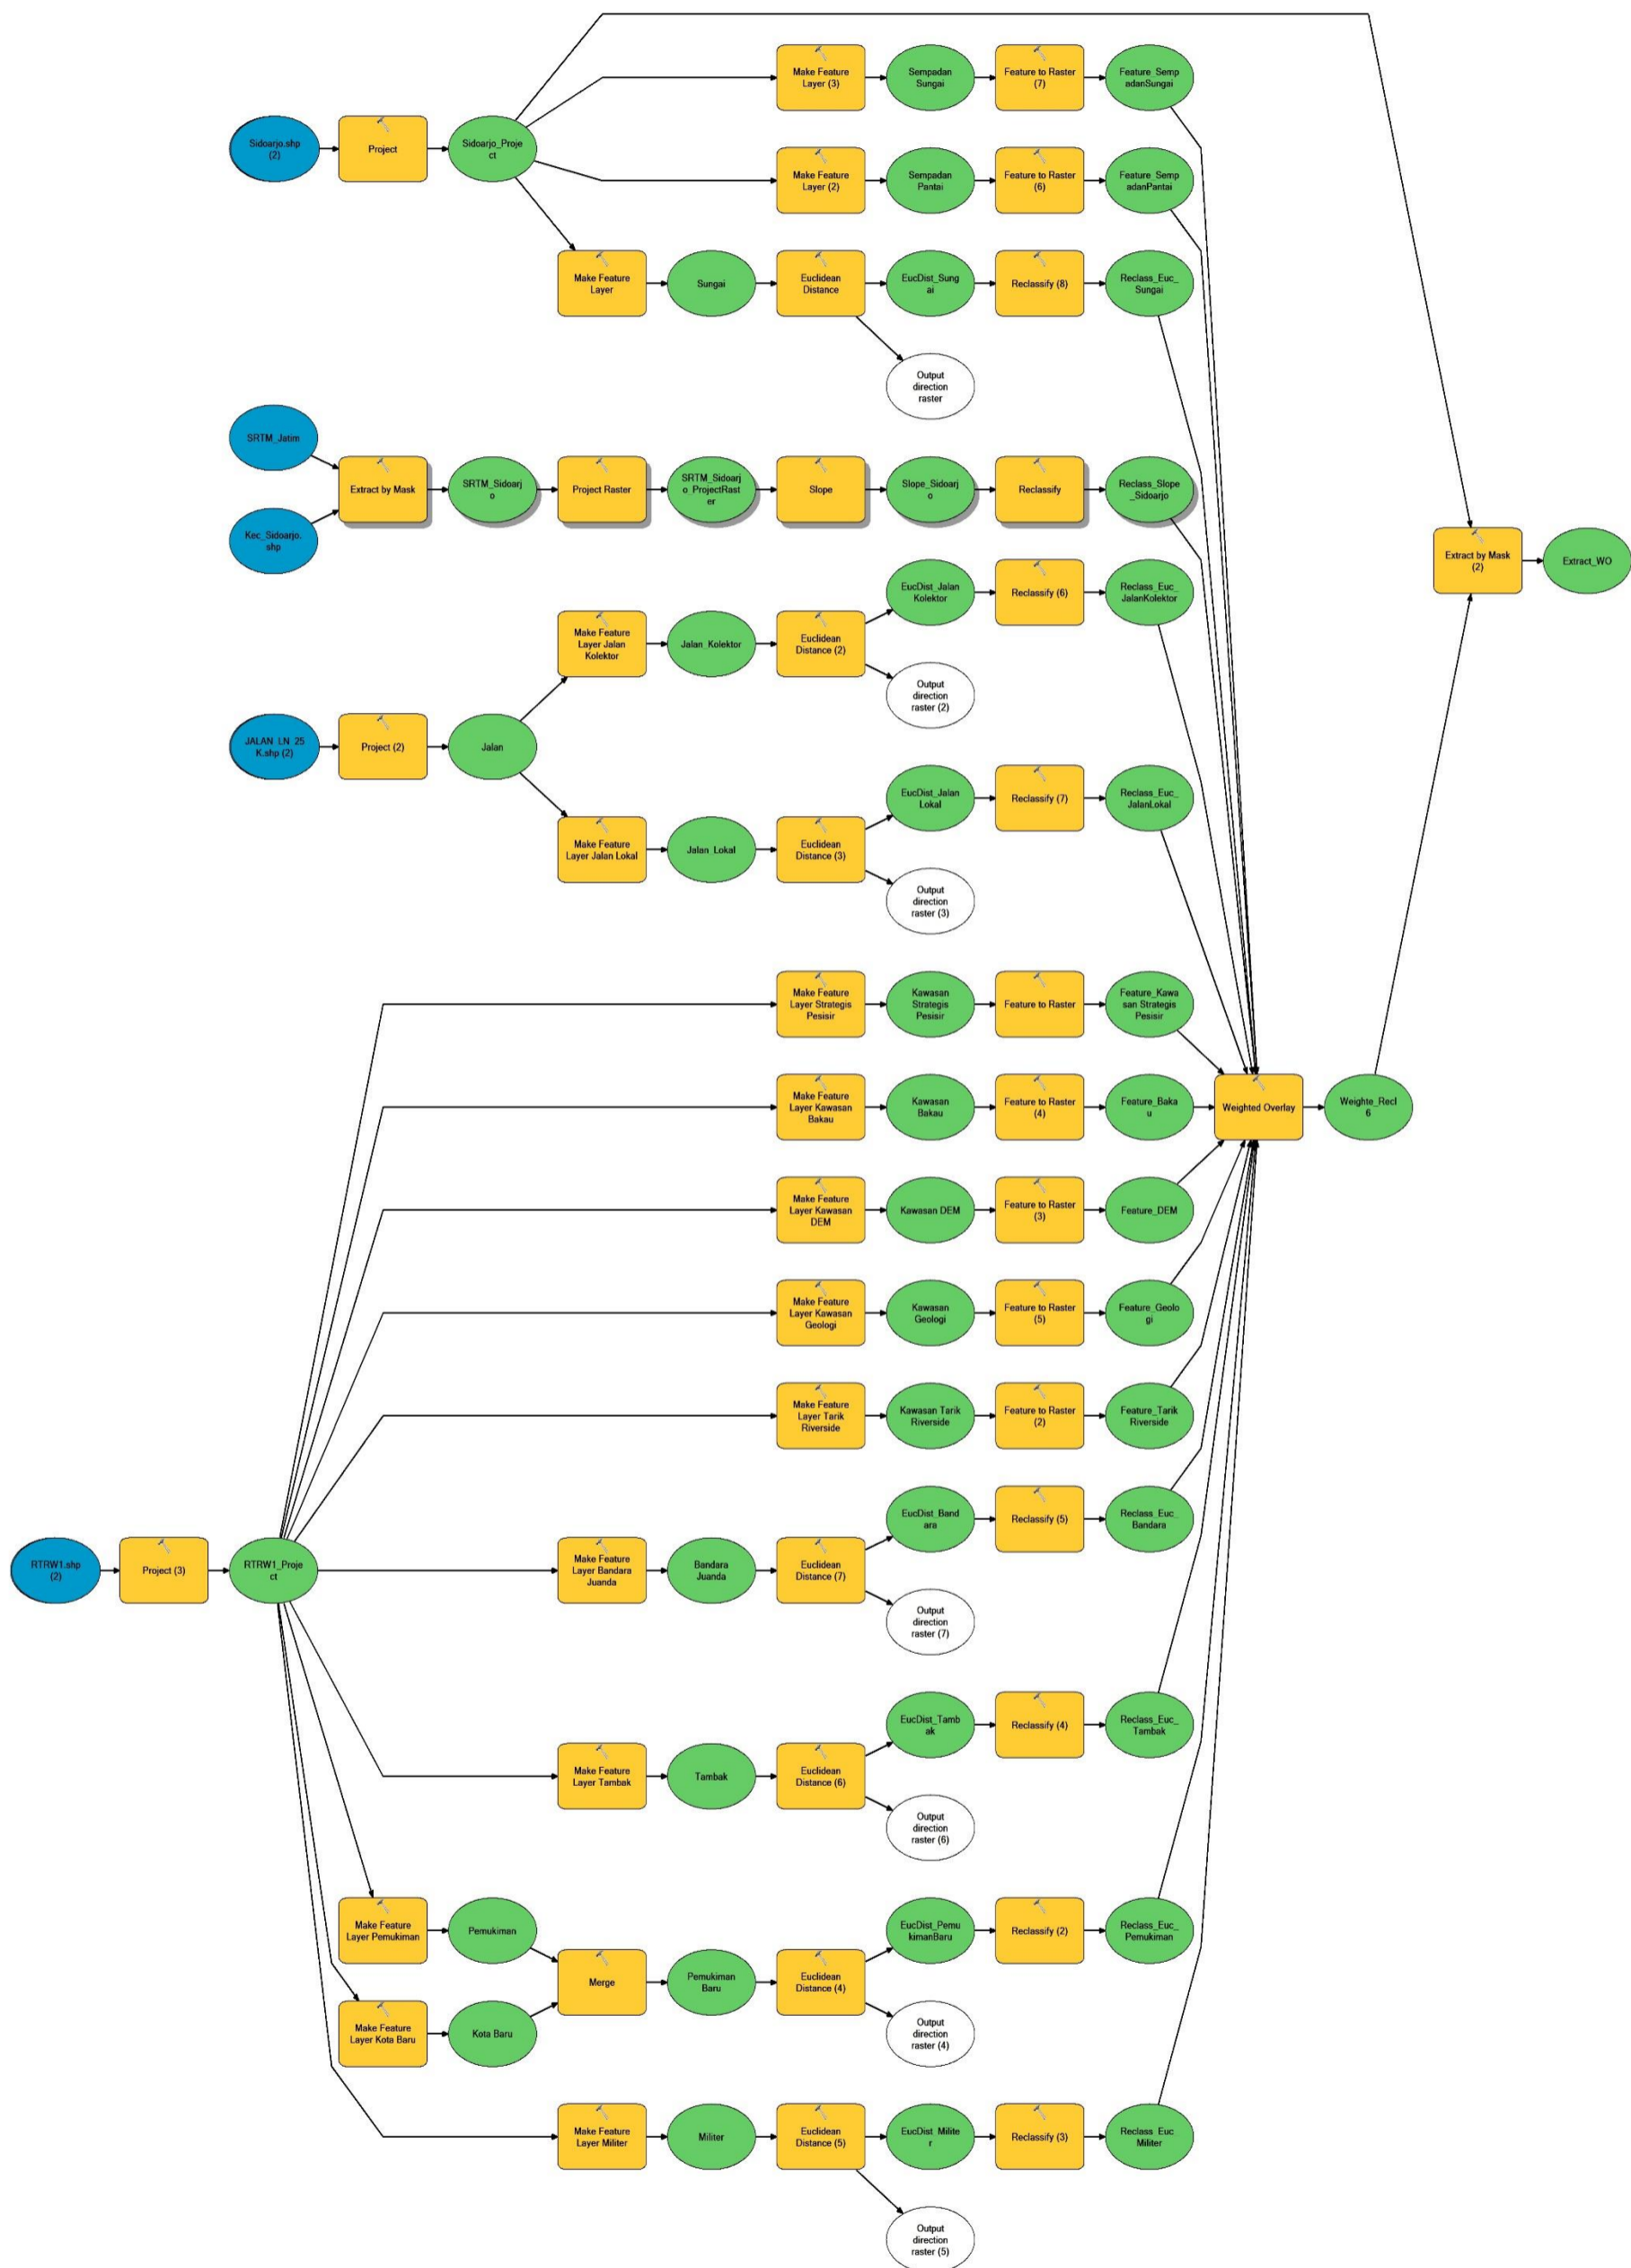 Make Feature
Layer (3)
Sempadan
Sungai
Feature to Raster
(7)
Feature_Semp
adanSungai
Sidoarjo.shp
(2)
Project
Sidoarjo_Proje
ct
Make Feature
Layer (2)
Sempadan
Pantai
Feature to Raster
(6)
Feature_Semp
adanPantai
Make Feature
Layer
Sungai
Euclidean
Distance
EucDist_Sung
ai
Reclassify (8)
Reclass_Euc_
Sungai
Output
direction
raster
SRTM_Jatim
Extract by Mask
SRTM_Sidoarj
o
Project Raster
SRTM_Sidoarj
o_ProjectRast
er
Slope
Slope_Sidoarj
o
Reclassify
Reclass_Slope
_Sidoarjo
Kec_Sidoarjo.
shp
Extract by Mask
(2)
Extract_WO
EucDist_Jalan
Kolektor
Reclassify (6)
Reclass_Euc_
JalanKolektor
Make Feature
Layer Jalan
Kolektor
Jalan_Kolektor
Euclidean
Distance (2)
Output
direction
raster (2)
JALAN_LN_25
K.shp (2)
Project (2)
Jalan
EucDist_Jalan
Lokal
Reclassify (7)
Reclass_Euc_
JalanLokal
Make Feature
Layer Jalan Lokal
Jalan_Lokal
Euclidean
Distance (3)
Output
direction
raster (3)
Make Feature
Layer Strategis
Pesisir
Kawasan
Strategis
Pesisir
Feature to Raster
Feature_Kawa
san Strategis
Pesisir
Make Feature
Layer Kawasan
Bakau
Kawasan
Bakau
Feature to Raster
(4)
Feature_Baka
u
Weighted Overlay
Weighte_Recl
6
Make Feature
Layer Kawasan
DEM
Kawasan DEM
Feature to Raster
(3)
Feature_DEM
Make Feature
Layer Kawasan
Geologi
Kawasan
Geologi
Feature to Raster
(5)
Feature_Geolo
gi
Make Feature
Layer Tarik
Riverside
Kawasan Tarik
Riverside
Feature to Raster
(2)
Feature_Tarik
Riverside
EucDist_Band
ara
Reclassify (5)
Reclass_Euc_
Bandara
RTRW1.shp
(2)
Project (3)
RTRW1_Proje
ct
Make Feature
Layer Bandara
Juanda
Bandara
Juanda
Euclidean
Distance (7)
Output
direction
raster (7)
EucDist_Tamb
ak
Reclassify (4)
Reclass_Euc_
Tambak
Make Feature
Layer Tambak
Tambak
Euclidean
Distance (6)
Output
direction
raster (6)
Make Feature
Layer Pemukiman
Pemukiman
EucDist_Pemu
kimanBaru
Reclassify (2)
Reclass_Euc_
Pemukiman
Merge
Pemukiman
Baru
Euclidean
Distance (4)
Make Feature
Layer Kota Baru
Kota Baru
Output
direction
raster (4)
Make Feature
Layer Militer
Militer
Euclidean
Distance (5)
EucDist_Milite
r
Reclassify (3)
Reclass_Euc_
Militer
Output
direction
raster (5)